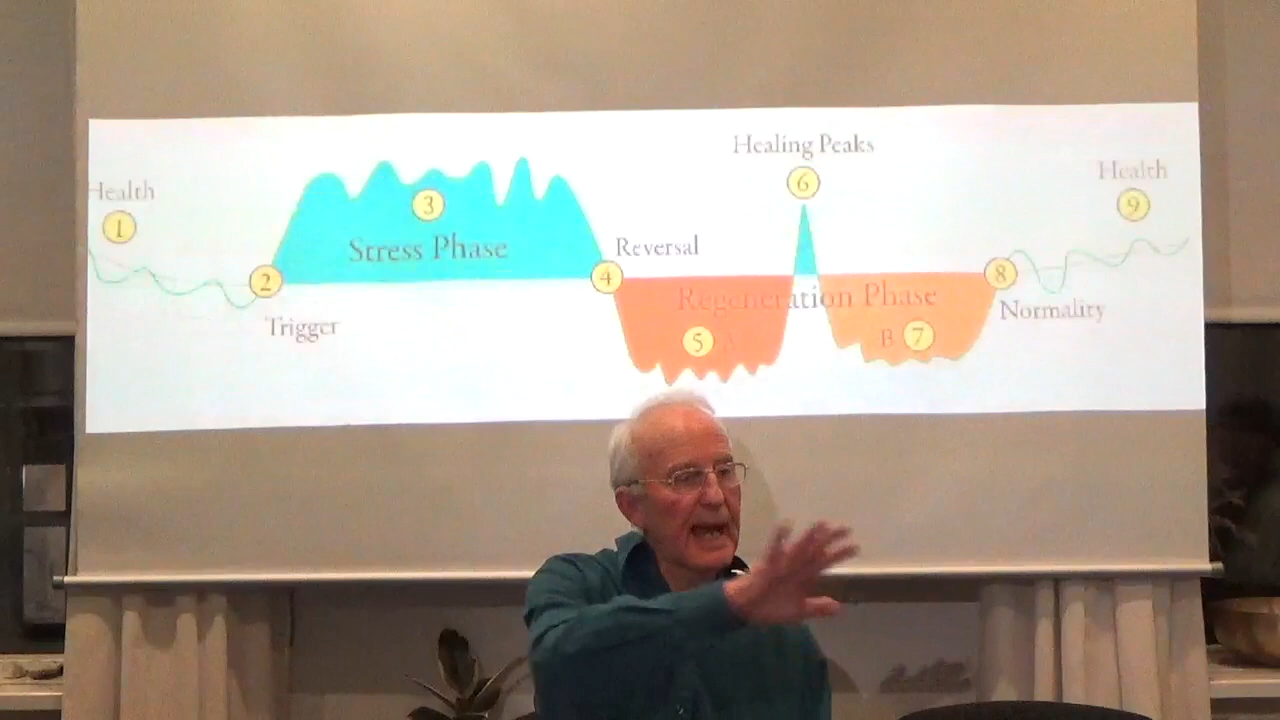 Health
1
2
Trigger
3
Stress Phase
4
Reversal
Healing Peaks
6
Regeneration Phase
5 A
B 7
8
Normality
Health
9